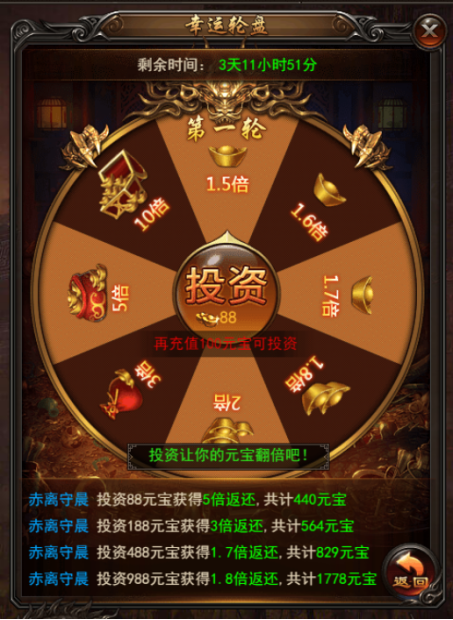 幸运轮盘
剩余时间： 3天11小时51分
第一轮
1.5倍
1.6倍
1.7倍
1.8倍
2倍
3倍
5倍
10倍
投资
88
再充值100元宝可投资
投资让你的元宝翻倍吧！
赤离守晨 投资88元宝获得5倍返还,共计440元宝
赤离守晨 投资188元宝获得3倍返还,共计564元宝
赤离守晨 投资488元宝获得1.7倍返还,共计829元宝
赤离守晨 投资988元宝获得1.8倍返还,共计1778元宝
返回